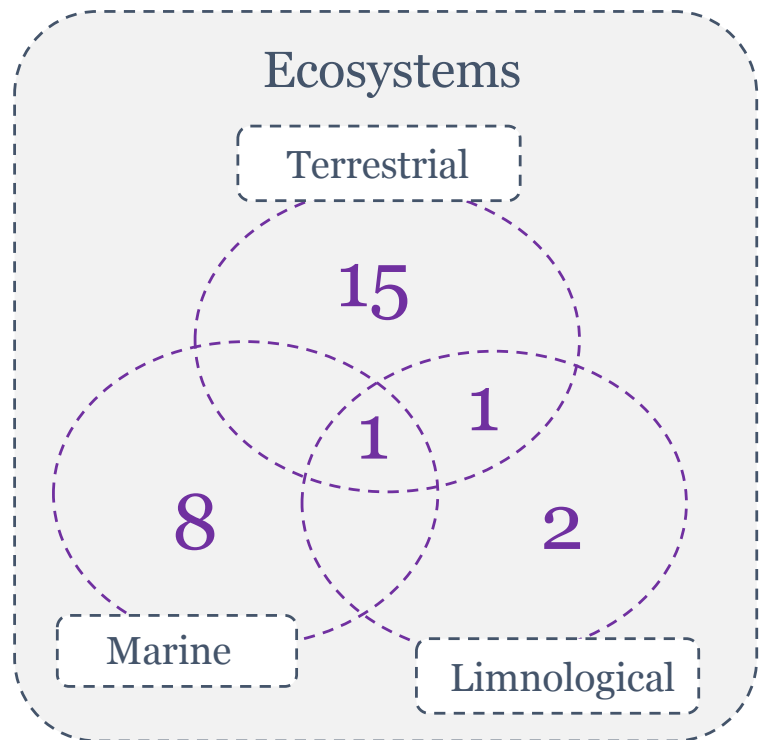 Ecosystems
Terrestrial
15
1
1
8
2
Marine
Limnological